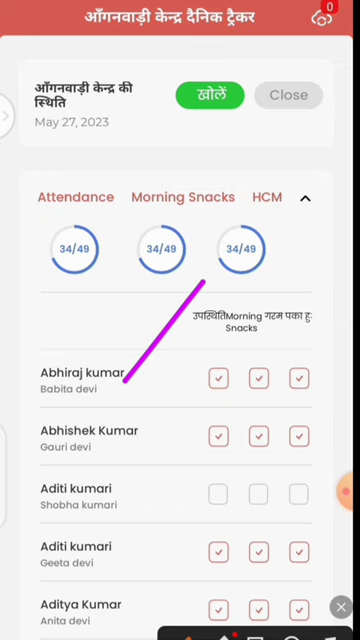 आँगनवाड़ी केन्द्र दैनिक ट्रैकर
0
आँगनवाड़ी केन्द्र की
स्थिति
May 27, 2023
खोलें
Close
Attendance Morning Snacks HCM
34/49 34/49 34/49
उपस्थितिMorning गरम पका हु
Snacks
Abhiraj kumar
Babita devi
Abhishek Kumar
Gauri devi
Aditi kumari
Shobha kumari
Aditi kumari
Geeta devi
Aditya Kumar
Anita devi